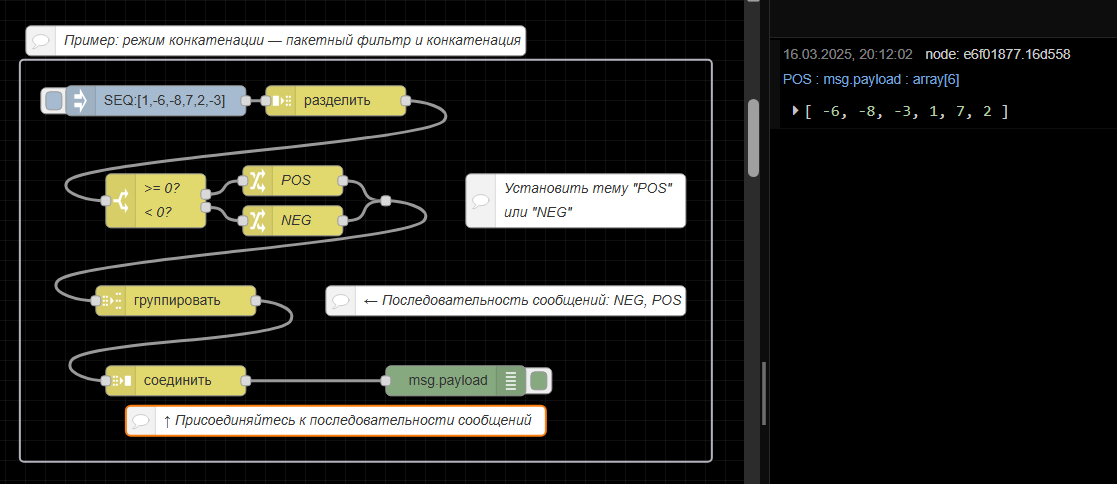 Пример: режим конкатенации — пакетный фильтр и конкатенация
SEQ:[1,-6,-8,7,2,-3]
разделить
>= 0?
< 0?
POS
NEG
Установить тему "POS"
или "NEG"
группировать
← Последовательность сообщений: NEG, POS
соединить
msg.payload
↑ Присоединяйтесь к последовательности сообщений
16.03.2025, 20:12:02 node: e6f01877.16d558
POS : msg.payload : array[6]
[ -6, -8, -3, 1, 7, 2 ]